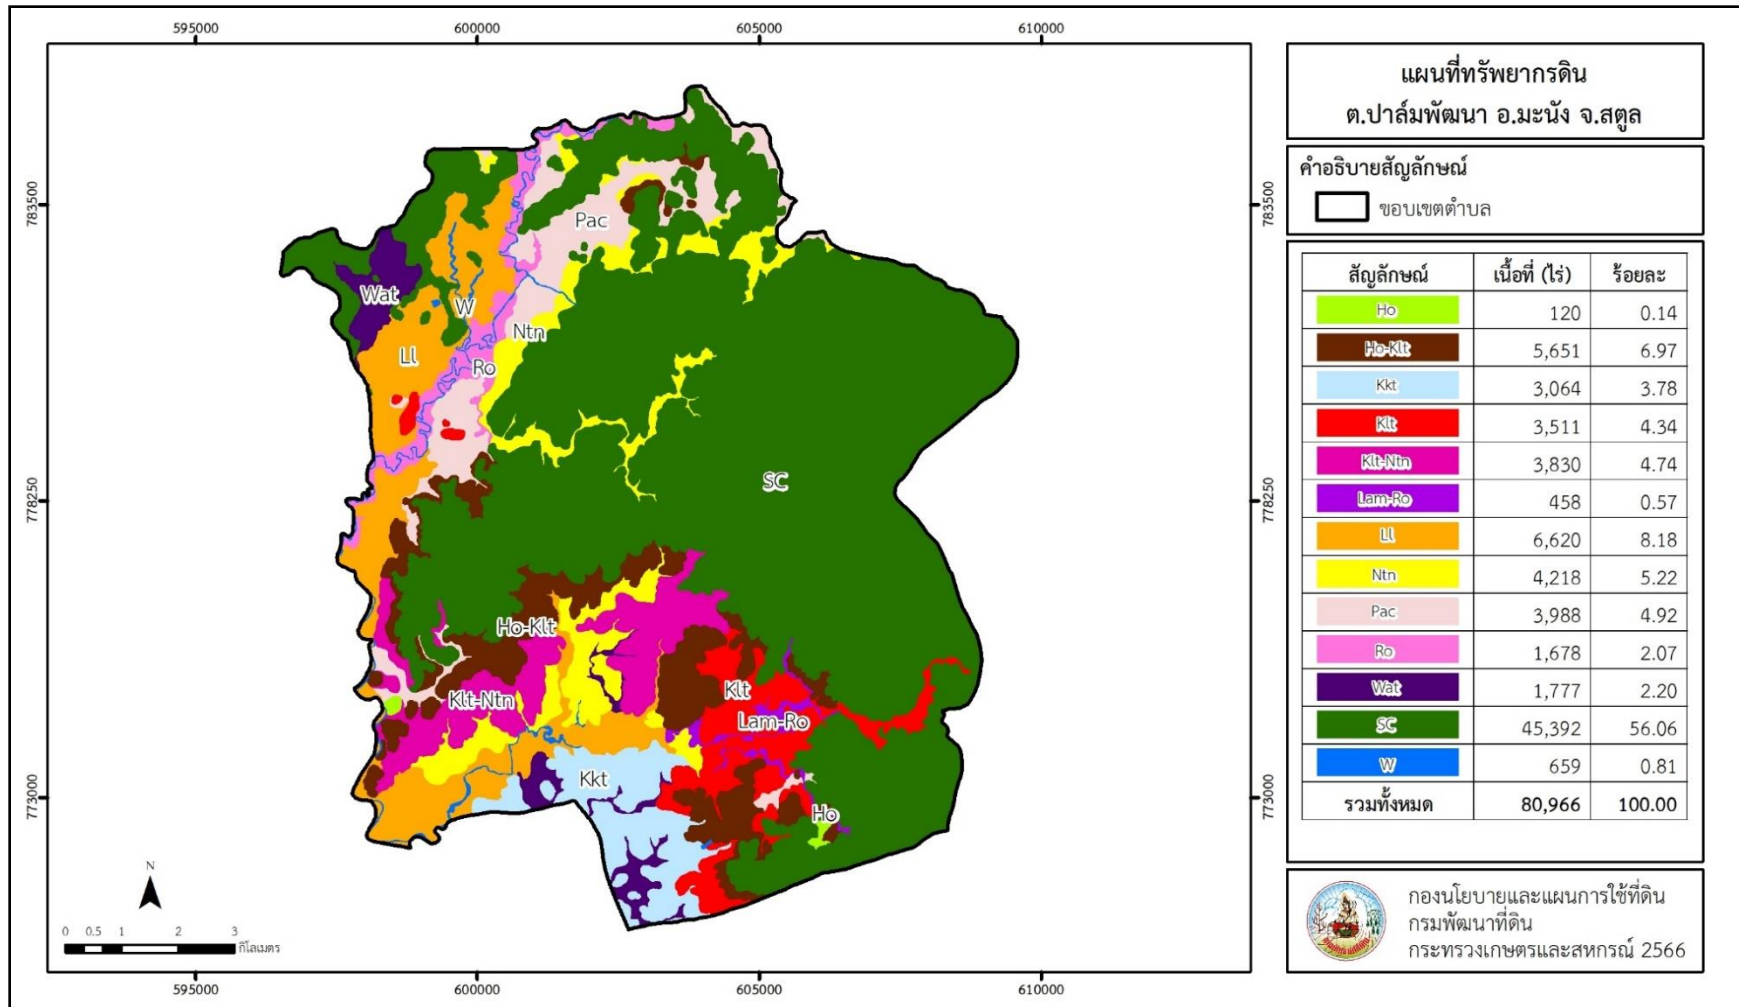 595000 600000 605000 610000
783500 783500
778250 778250
773000 773000
Pac
Wat
W
Ntn
Ll
Ro
SC
Ho-Klt
Klt
Klt-Ntn
Lam-Ro
Kkt
Ho
N
0 0.5 1 2 3
กิโลเมตร
595000 600000 605000 610000
แผนที่ทรัพยากรดิน
ต.ปาล์มพัฒนา อ.มะนัง จ.สตูล
คำอธิบายสัญลักษณ์
ขอบเขตตำบล
สัญลักษณ์ เนื้อที่ (ไร่) ร้อยละ
Ho 120 0.14
Ho-Klt 5,651 6.97
Kkt 3,064 3.78
Klt 3,511 4.34
Klt-Ntn 3,830 4.74
Lam-Ro 458 0.57
Ll 6,620 8.18
Ntn 4,218 5.22
Pac 3,988 4.92
Ro 1,678 2.07
Wat 1,777 2.20
SC 45,392 56.06
W 659 0.81
รวมทั้งหมด 80,966 100.00
กองนโยบายและแผนการใช้ที่ดิน
กรมพัฒนาที่ดิน
กระทรวงเกษตรและสหกรณ์ 2566